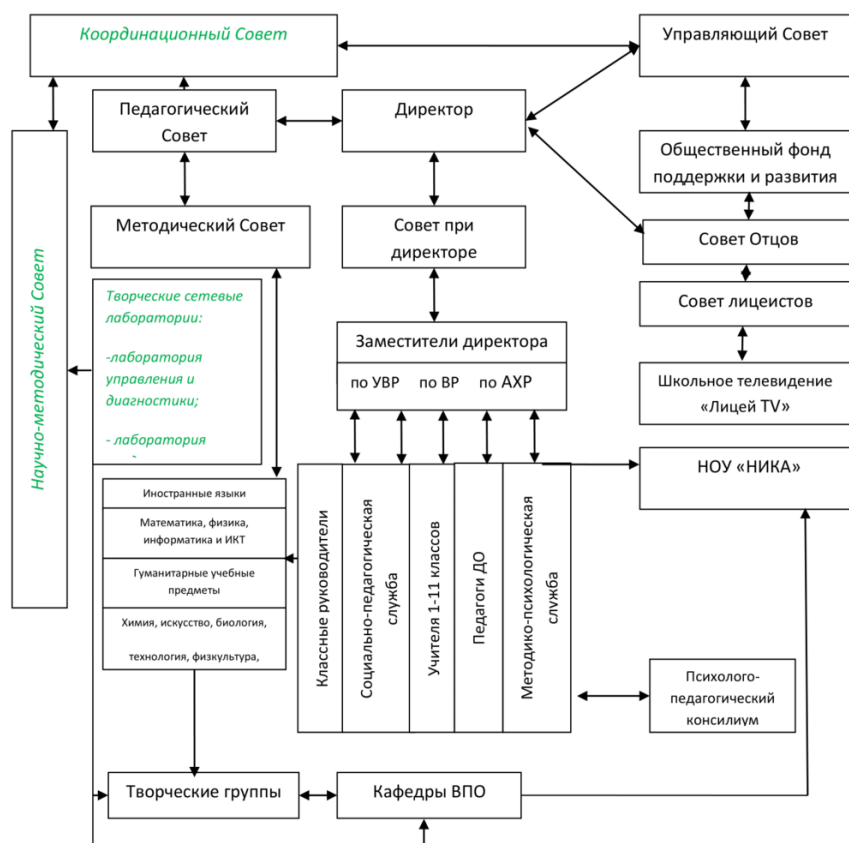 Координационный Совет
Управляющий Совет
Педагогический
Совет
Директор
Общественный фонд
поддержки и развития
Научно-методический Совет
Методический Совет
Совет при
директоре
Совет Отцов
Творческие сетевые
лаборатории:
-лаборатория
управления и
диагностики;
- лаборатория
Совет лицеистов
Заместители директора
по УВР по ВР по АХР
Школьное телевидение
«Лицей TV»
НОУ «НИКА»
Иностранные языки
Математика, физика,
информатика и ИКТ
Гуманитарные учебные
предметы
Химия, искусство, биология,
технология, физкультура,
Классные руководители
Социально-педагогическая
служба
Учителя 1-11 классов
Педагоги ДО
Методико-психологическая
служба
Психолого-
педагогический
консилиум
Творческие группы
Кафедры ВПО